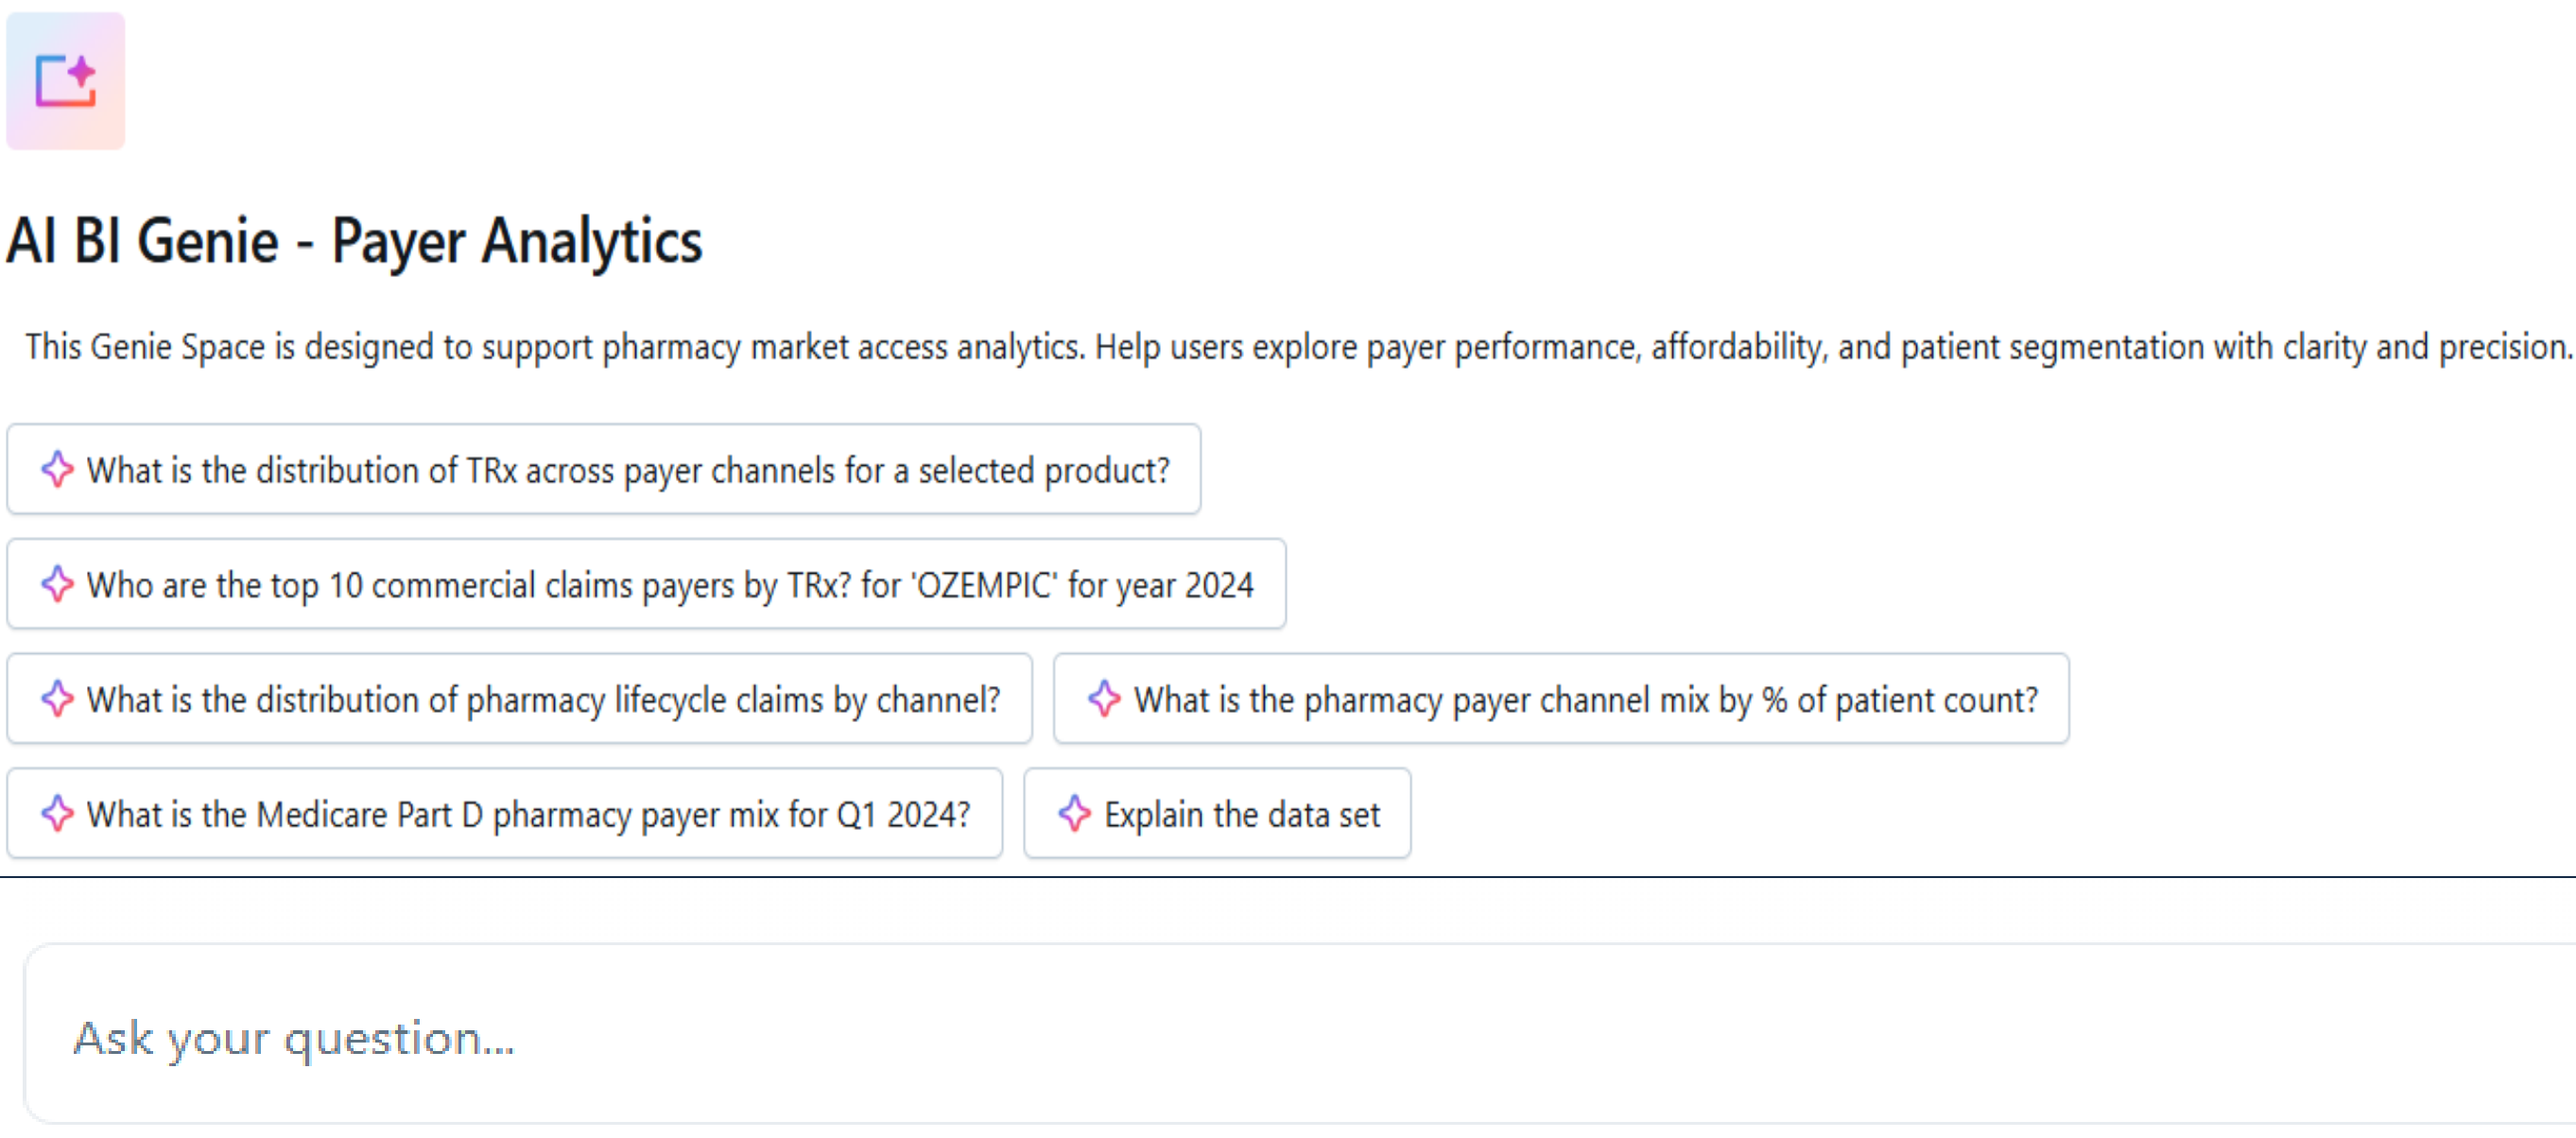 AI BI Genie - Payer Analytics
This Genie Space is designed to support pharmacy market access analytics. Help users explore payer performance, affordability, and patient segmentation with clarity and precision.
What is the distribution of TRx across payer channels for a selected product?
Who are the top 10 commercial claims payers by TRx? for 'OZEMPIC' for year 2024
What is the distribution of pharmacy lifecycle claims by channel?
What is the pharmacy payer channel mix by % of patient count?
What is the Medicare Part D pharmacy payer mix for Q1 2024?
Explain the data set
Ask your question...